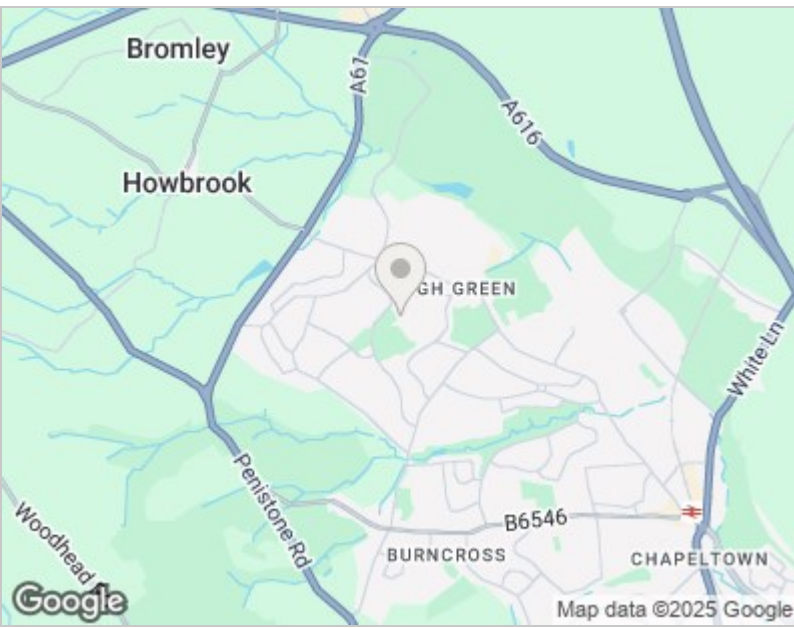 Bromley
A61
A616
Howbrook
GH GREEN
White Ln
Penistone Rd
Woodhead
B6546
BURNCROSS
CHAPELTOWN
Google
Map data ©2025 Google